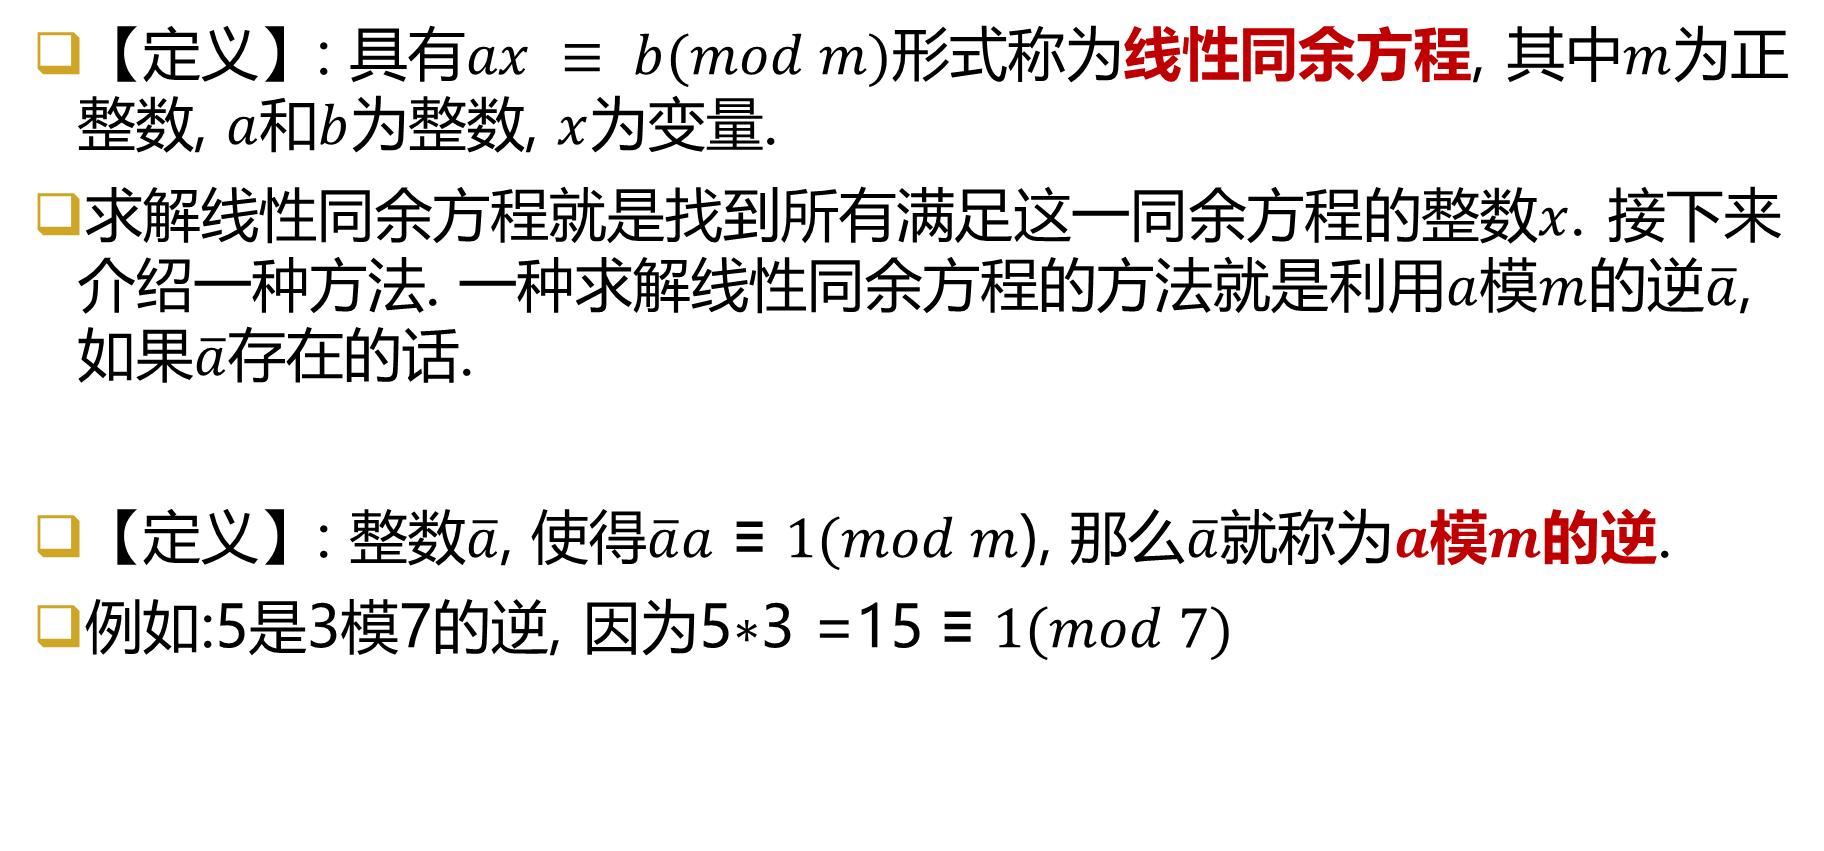 【定义】: 具有ax ≡ b(mod m)形式称为线性同余方程, 其中m为正
整数, a和b为整数, x为变量.
求解线性同余方程就是找到所有满足这一同余方程的整数x. 接下来
介绍一种方法. 一种求解线性同余方程的方法就是利用a模m的逆ā,
如果ā存在的话.
【定义】: 整数ā, 使得āa ≡ 1(mod m), 那么ā就称为a模m的逆.
例如:5是3模7的逆, 因为5*3 =15 ≡ 1(mod 7)